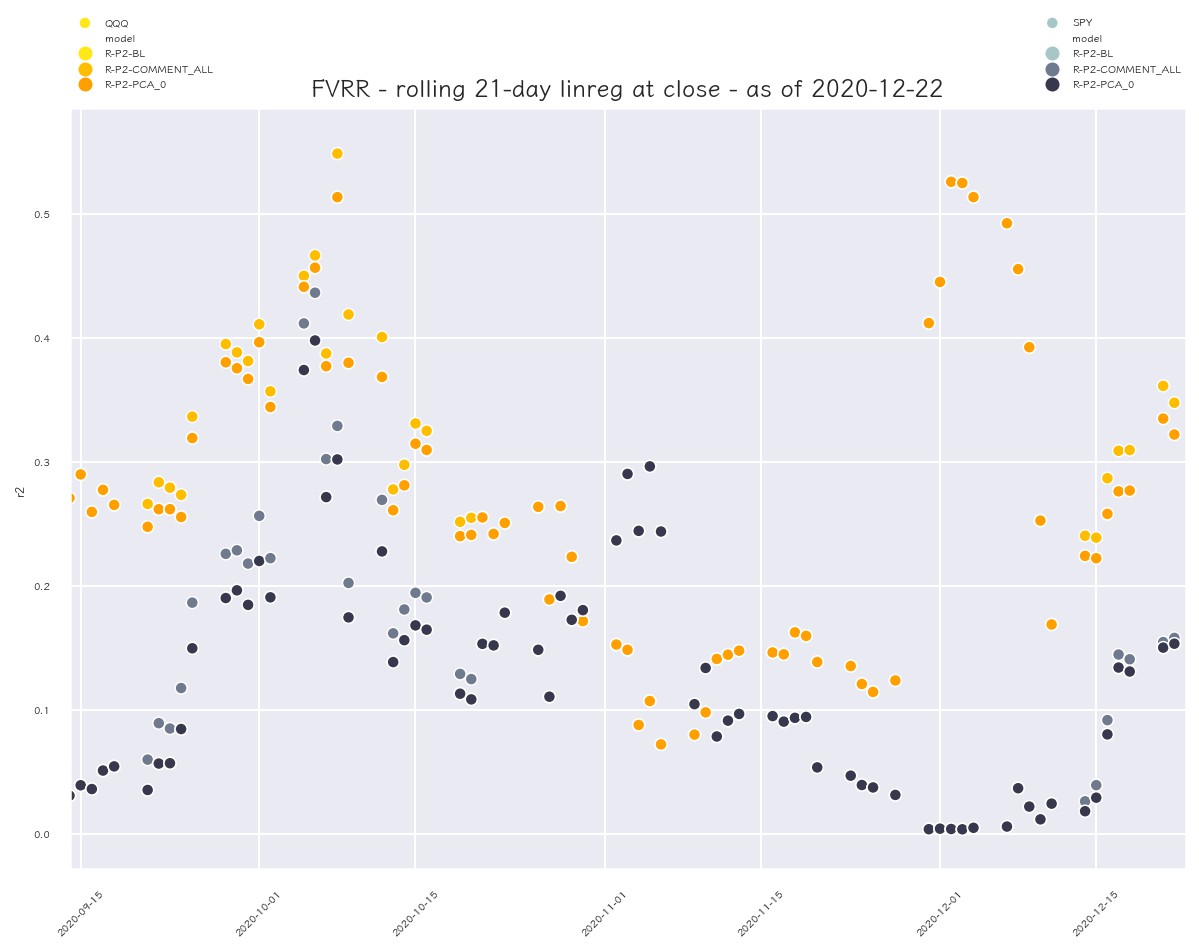 QQQ
model
R-P2-BL
R-P2-COMMENT_ALL
R-P2-PCA_0
SPY
model
R-P2-BL
R-P2-COMMENT_ALL
R-P2-PCA_0
FVRR - rolling 21-day linreg at close - as of 2020-12-22
r2
0.5
0.4
0.3
0.2
0.1
0.0
2020-09-15
2020-10-01
2020-10-15
2020-11-01
2020-11-15
2020-12-01
2020-12-15